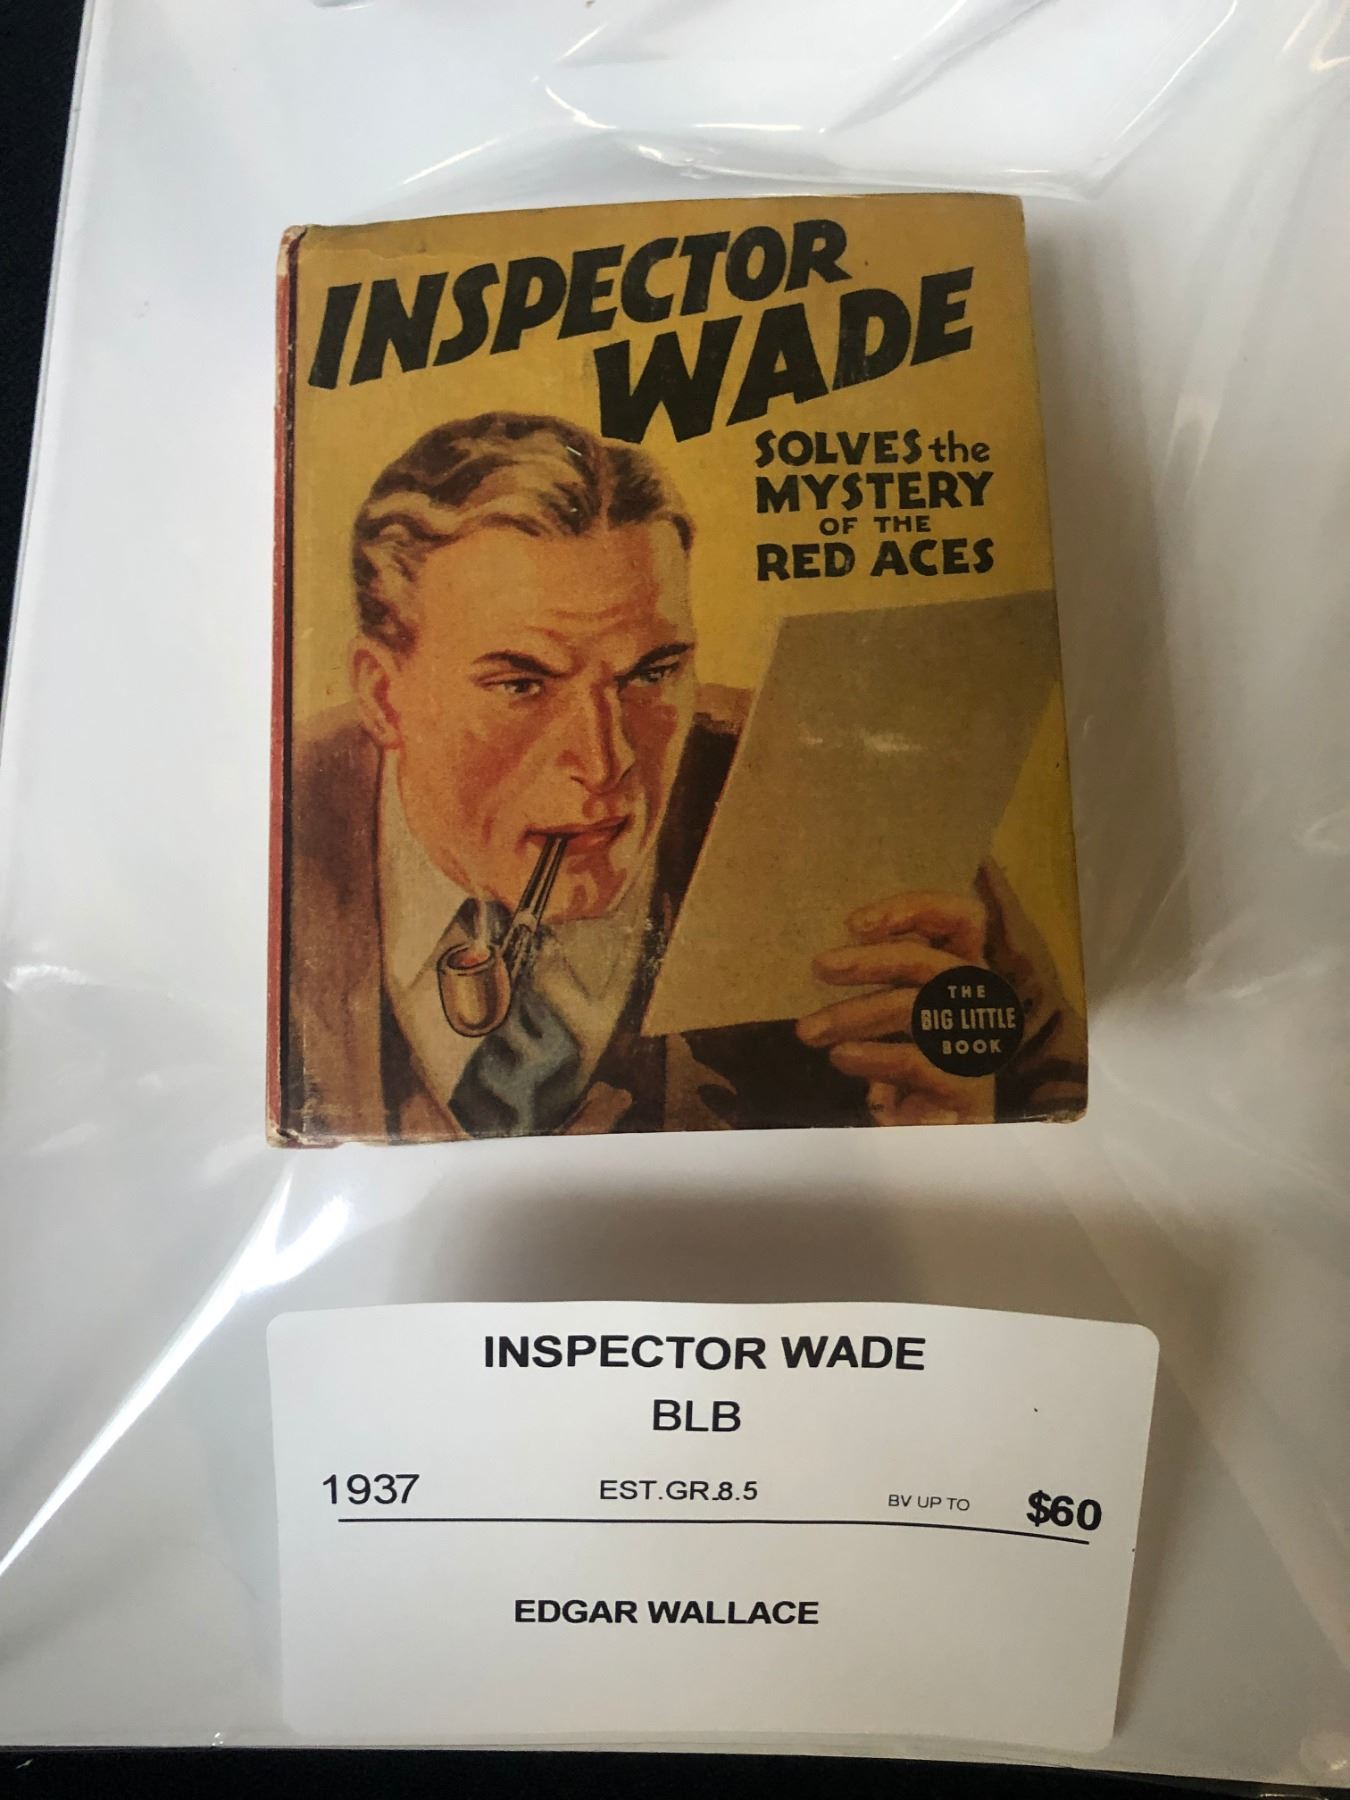 INSPECTOR
WADE
SOLVES the
MYSTERY
OF THE
RED ACES
THE
BIG LITTLE
BOOK
INSPECTOR WADE
BLB
1937 EST.GR.8.5 BV UP TO $60
EDGAR WALLACE